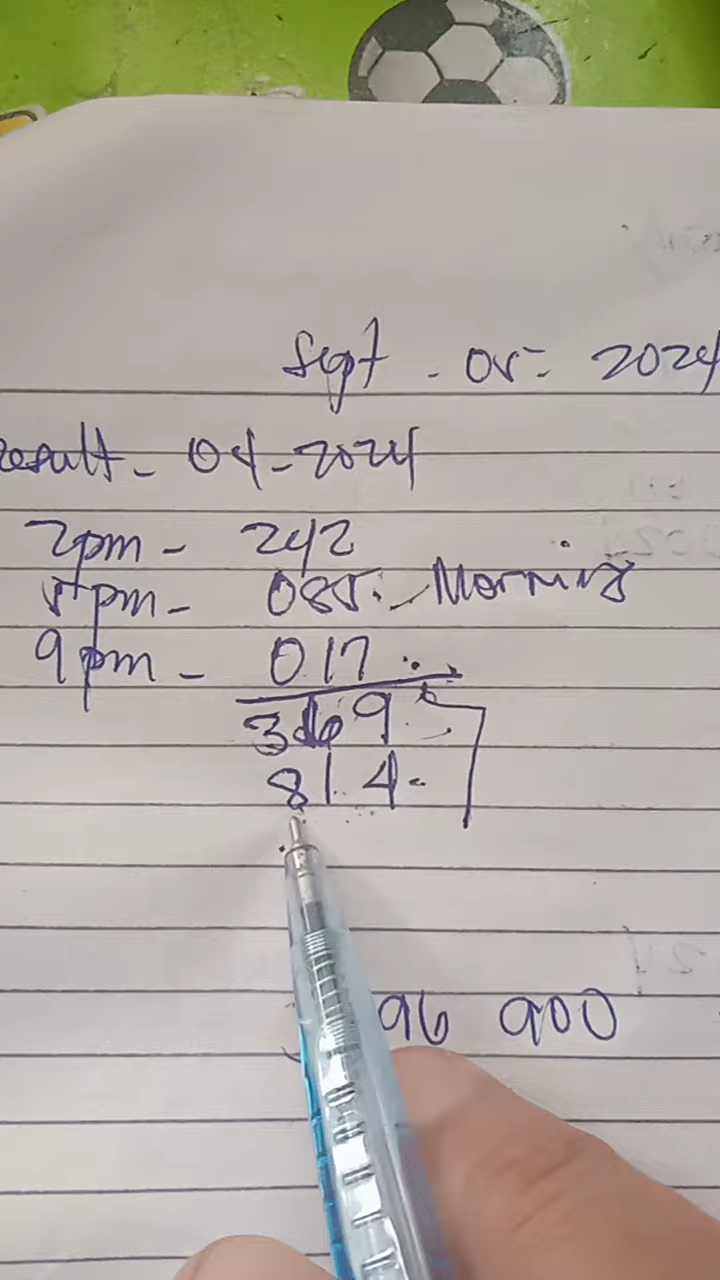 Sept - 05 - 2024
result - 04-2024
2pm - 242
5pm - 085. Morning
9pm - 017
369
814-
96 900